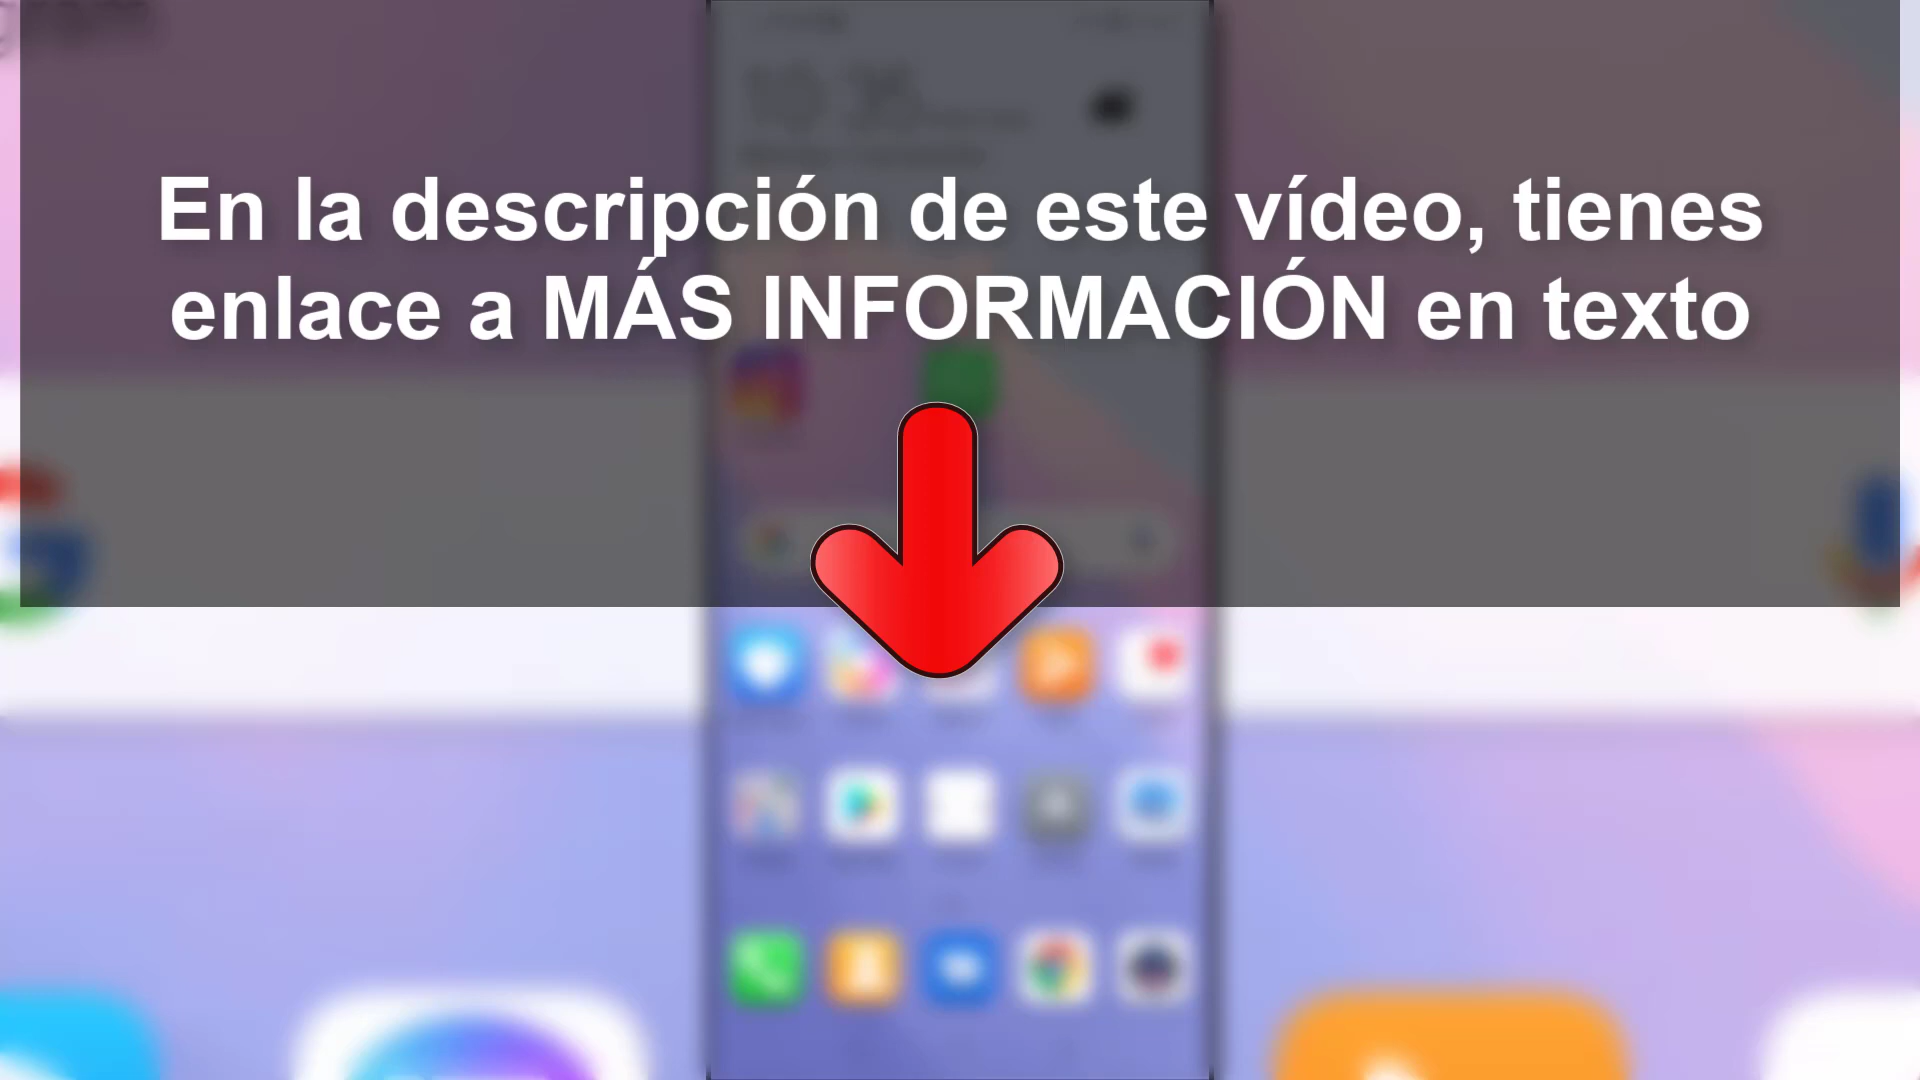 En la descripción de este vídeo, tienes
enlace a MÁS INFORMACIÓN en texto